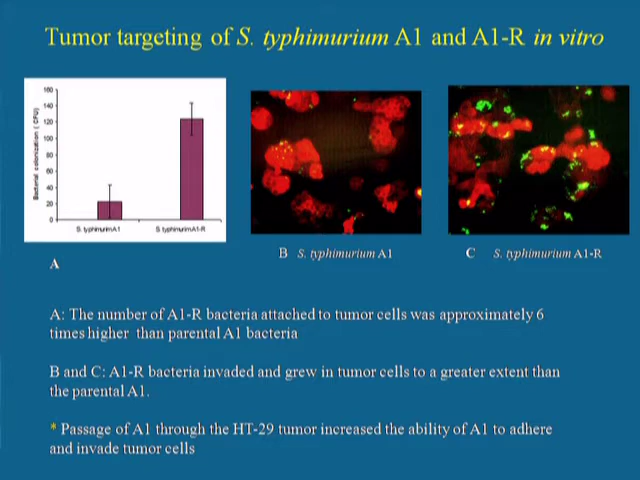 Tumor targeting of S. typhimurium A1 and A1-R in vitro
Bacterial colonization ( CFU)
160
140
120
100
80
60
40
20
0
S. typhimurim A1
S. typhimurim A1-R
A
B S. typhimurium A1
C S. typhimurium A1-R
A: The number of A1-R bacteria attached to tumor cells was approximately 6
times higher than parental A1 bacteria
B and C: A1-R bacteria invaded and grew in tumor cells to a greater extent than
the parental A1.
* Passage of A1 through the HT-29 tumor increased the ability of A1 to adhere
and invade tumor cells